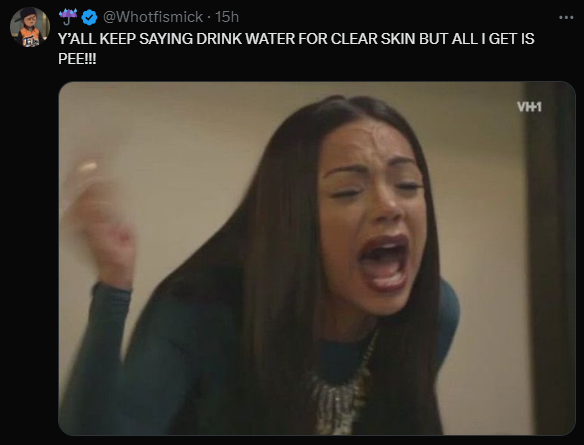 @Whotfismick · 15h
Y'ALL KEEP SAYING DRINK WATER FOR CLEAR SKIN BUT ALL I GET IS
PEE!!!
VH1